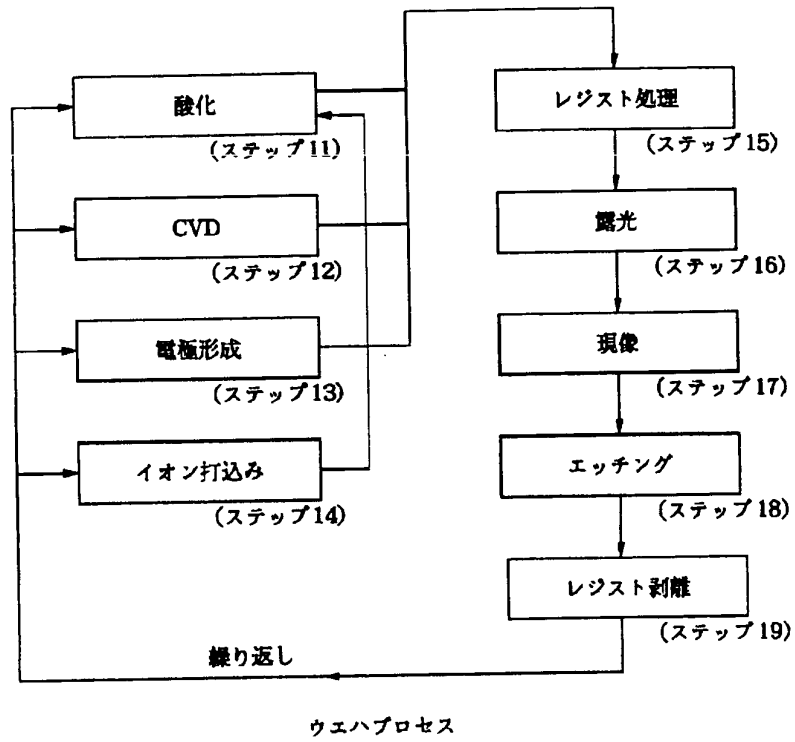 酸化
(ステップ11)
CVD
(ステップ12)
電極形成
(ステップ13)
イオン打込み
(ステップ14)
レジスト処理
(ステップ15)
露光
(ステップ16)
現像
(ステップ17)
エッチング
(ステップ18)
レジスト剥離
(ステップ19)
繰り返し
ウエハプロセス